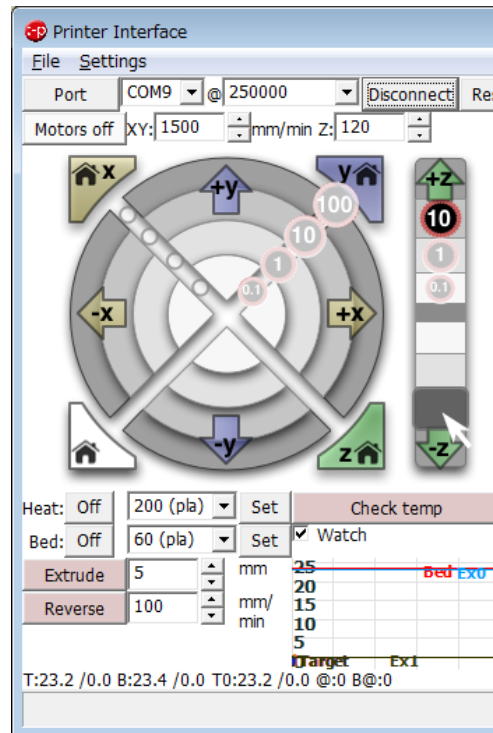 Printer Interface
File Settings
Port COM9 @ 250000 Disconnect Res
Motors off XY: 1500 mm/min Z: 120
x +y y +z
100 10
10 1
1 0.1
0.1
-x +x
-y z -z
Heat: Off 200 (pla) Set Check temp
Bed: Off 60 (pla) Set Watch
Extrude 5 mm 25 Bed Ex0
20
Reverse 100 mm/min 15
10
5
0 Target Ex1
T:23.2 /0.0 B:23.4 /0.0 T0:23.2 /0.0 @:0 B@:0